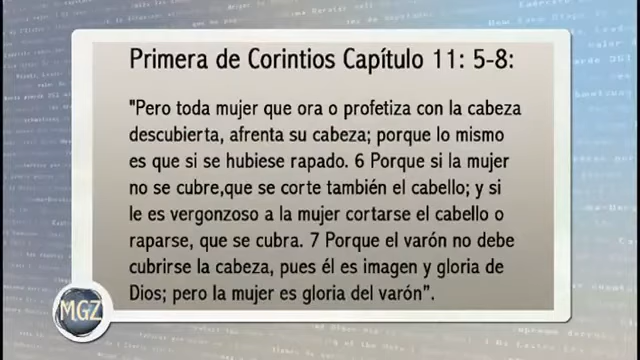 Primera de Corintios Capítulo 11: 5-8:
"Pero toda mujer que ora o profetiza con la cabeza
descubierta, afrenta su cabeza; porque lo mismo
es que si se hubiese rapado. 6 Porque si la mujer
no se cubre,que se corte también el cabello; y si
le es vergonzoso a la mujer cortarse el cabello o
raparse, que se cubra. 7 Porque el varón no debe
cubrirse la cabeza, pues él es imagen y gloria de
Dios; pero la mujer es gloria del varón".
MGZ